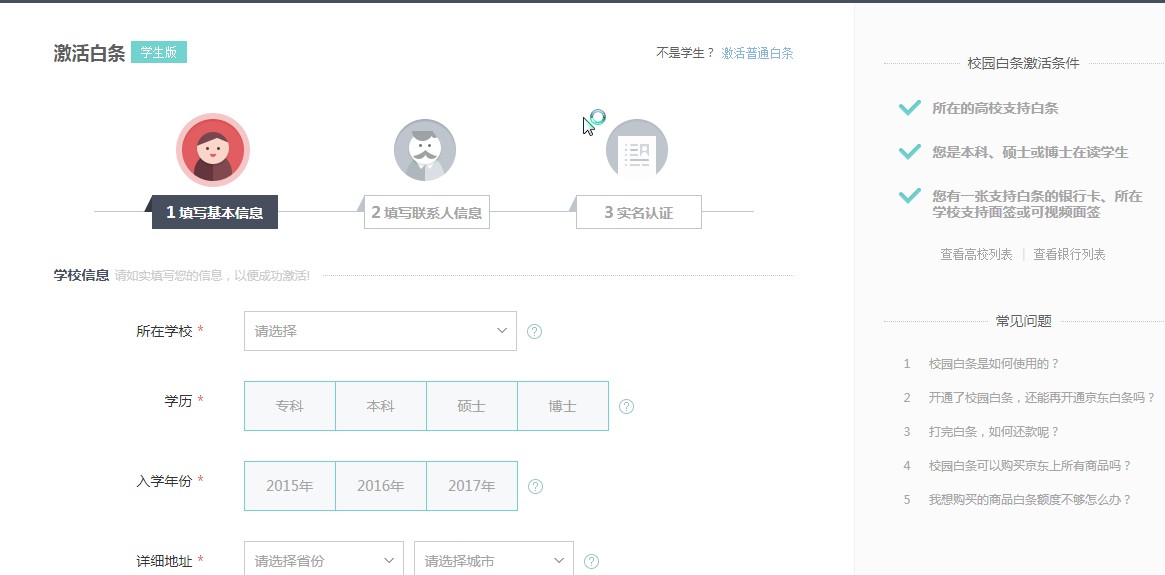 激活白条 学生版
不是学生？ 激活普通白条
1 填写基本信息
2 填写联系人信息
3 实名认证
学校信息 请如实填写您的信息，以便成功激活!
所在学校 *
请选择
学历 *
专科 本科 硕士 博士
入学年份 *
2015年 2016年 2017年
详细地址 *
请选择省份 请选择城市
校园白条激活条件
所在的高校支持白条
您是本科、硕士或博士在读学生
您有一张支持白条的银行卡、所在
学校支持面签或可视频面签
查看高校列表 | 查看银行列表
常见问题
1 校园白条是如何使用的？
2 开通了校园白条，还能再开通京东白条吗？
3 打完白条，如何还款呢？
4 校园白条可以购买京东上所有商品吗？
5 我想购买的商品白条额度不够怎么办？